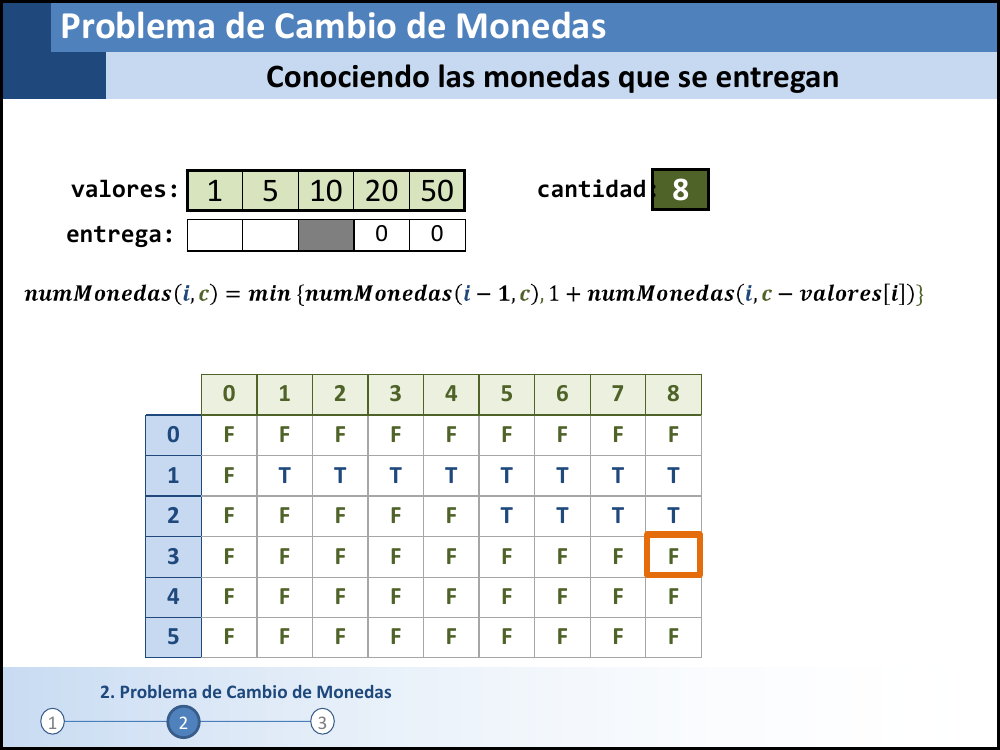 Problema de Cambio de Monedas
Conociendo las monedas que se entregan
valores: 1 5 10 20 50 cantidad: 8
entrega: 0 0
numMonedas(i,c) = min {numMonedas(i − 1,c),1 + numMonedas(i,c − valores[i])}
0 1 2 3 4 5 6 7 8
0 F F F F F F F F F
1 F T T T T T T T T
2 F F F F F T T T T
3 F F F F F F F F F
4 F F F F F F F F F
5 F F F F F F F F F
2. Problema de Cambio de Monedas
1 2 3